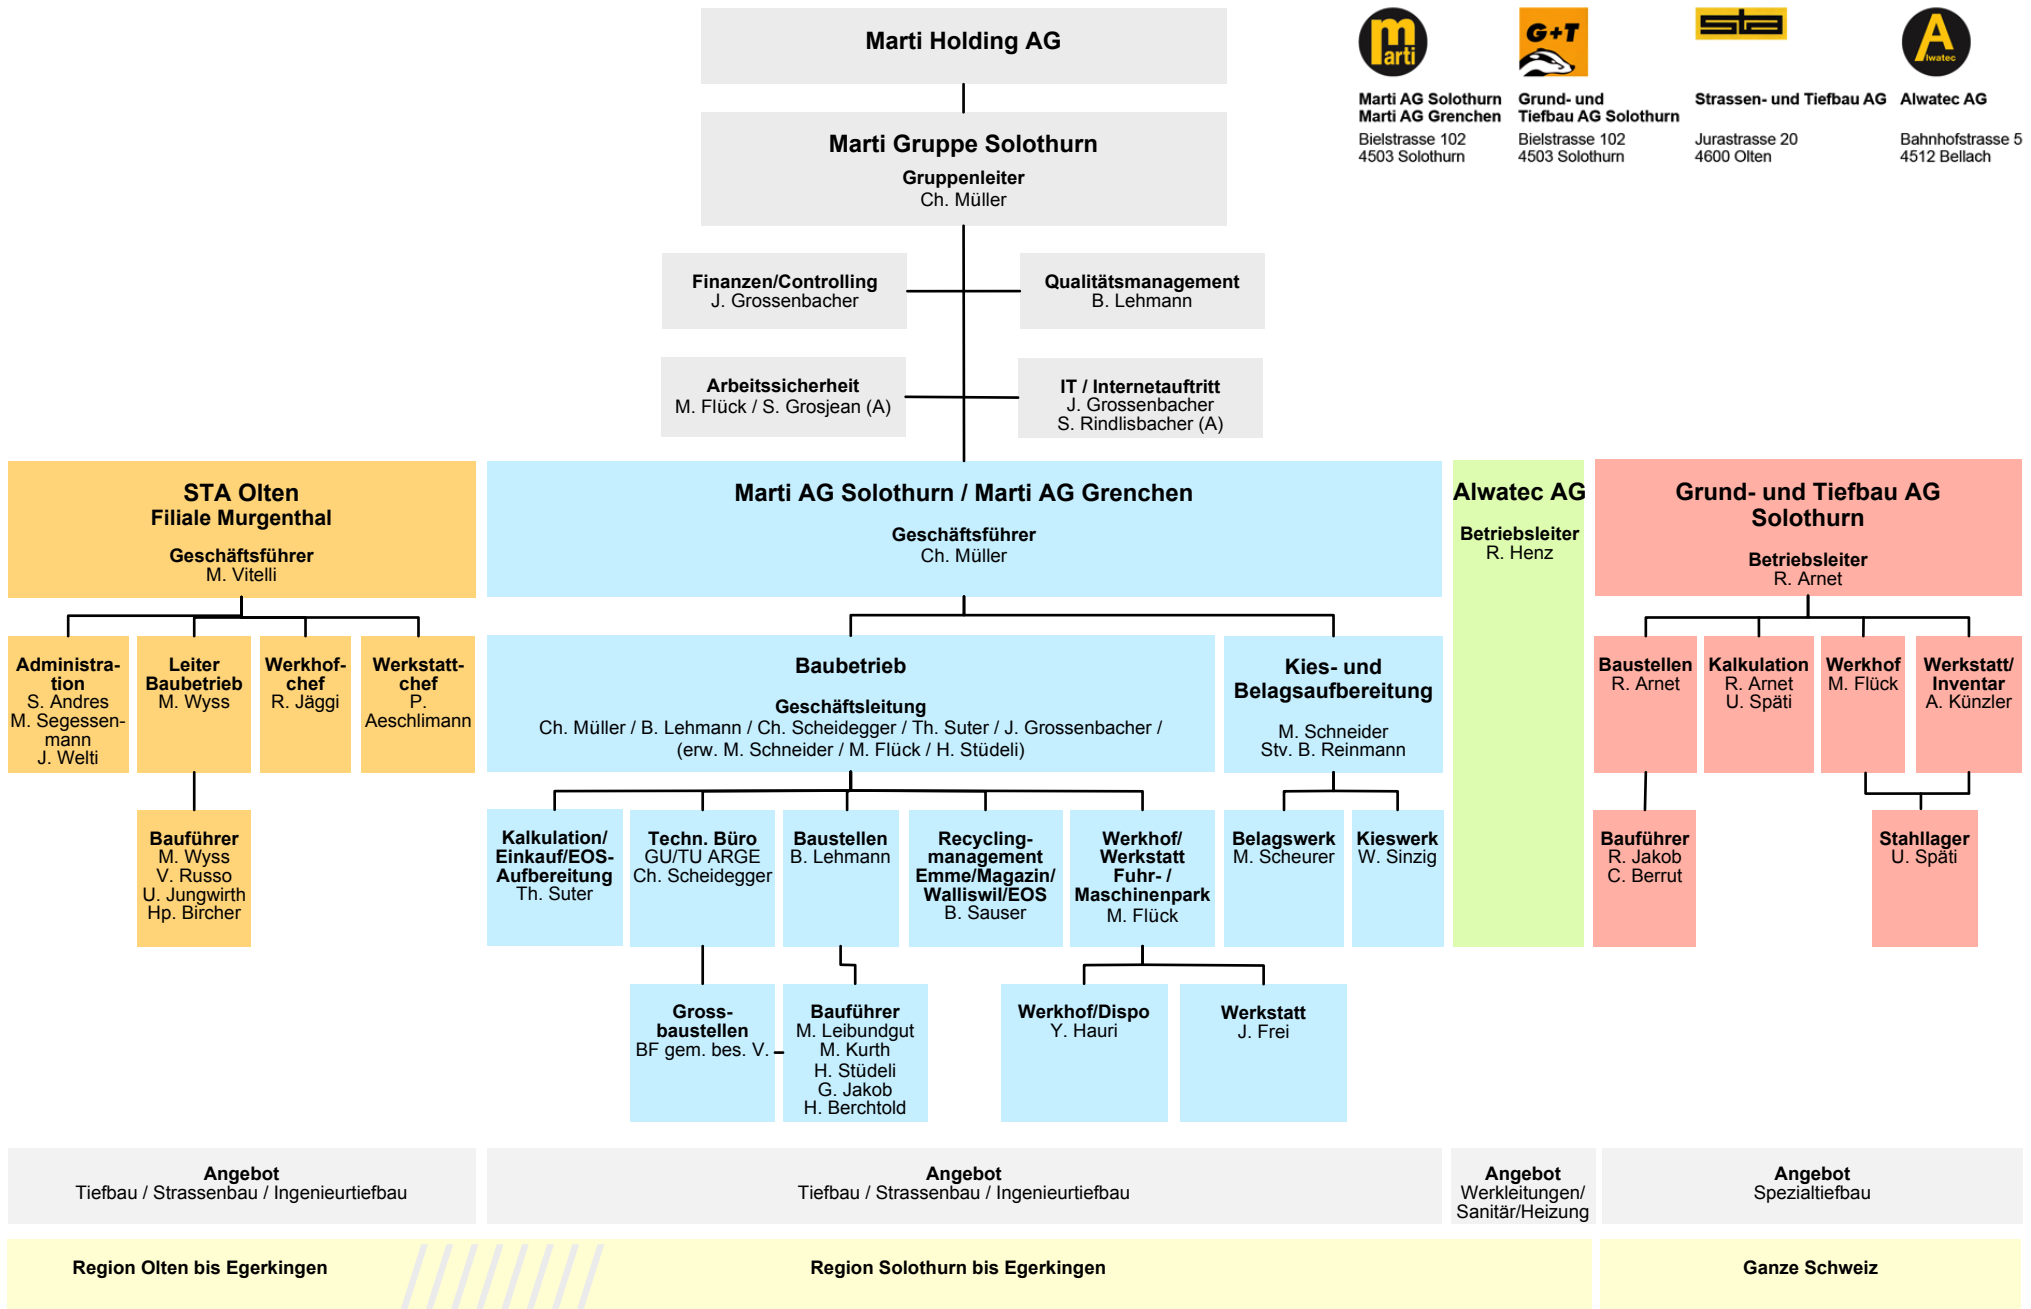 Marti Holding AG
Marti Gruppe Solothurn
Gruppenleiter
Ch. Müller
marti
G+T
sta
A
lwatec
Marti AG Solothurn
Marti AG Grenchen
Bielstrasse 102
4503 Solothurn
Grund- und
Tiefbau AG Solothurn
Bielstrasse 102
4503 Solothurn
Strassen- und Tiefbau AG
Jurastrasse 20
4600 Olten
Alwatec AG
Bahnhofstrasse 5
4512 Bellach
Finanzen/Controlling
J. Grossenbacher
Qualitätsmanagement
B. Lehmann
Arbeitssicherheit
M. Flück / S. Grosjean (A)
IT / Internetauftritt
J. Grossenbacher
S. Rindlisbacher (A)
STA Olten
Filiale Murgenthal
Geschäftsführer
M. Vitelli
Marti AG Solothurn / Marti AG Grenchen
Geschäftsführer
Ch. Müller
Alwatec AG
Betriebsleiter
R. Henz
Grund- und Tiefbau AG
Solothurn
Betriebsleiter
R. Arnet
Administra-
tion
S. Andres
M. Segessen-
mann
J. Welti
Leiter
Baubetrieb
M. Wyss
Werkhof-
chef
R. Jäggi
Werkstatt-
chef
P.
Aeschlimann
Baubetrieb
Geschäftsleitung
Ch. Müller / B. Lehmann / Ch. Scheidegger / Th. Suter / J. Grossenbacher /
(erw. M. Schneider / M. Flück / H. Stüdeli)
Kies- und
Belagsaufbereitung
M. Schneider
Stv. B. Reinmann
Baustellen
R. Arnet
Kalkulation
R. Arnet
U. Späti
Werkhof
M. Flück
Werkstatt/
Inventar
A. Künzler
Bauführer
M. Wyss
V. Russo
U. Jungwirth
Hp. Bircher
Kalkulation/
Einkauf/EOS-
Aufbereitung
Th. Suter
Techn. Büro
GU/TU ARGE
Ch. Scheidegger
Baustellen
B. Lehmann
Recycling-
management
Emme/Magazin/
Walliswil/EOS
B. Sauser
Werkhof/
Werkstatt
Fuhr- /
Maschinenpark
M. Flück
Belagswerk
M. Scheurer
Kieswerk
W. Sinzig
Bauführer
R. Jakob
C. Berrut
Stahllager
U. Späti
Gross-
baustellen
BF gem. bes. V.
Bauführer
M. Leibundgut
M. Kurth
H. Stüdeli
G. Jakob
H. Berchtold
Werkhof/Dispo
Y. Hauri
Werkstatt
J. Frei
Angebot
Tiefbau / Strassenbau / Ingenieurtiefbau
Angebot
Tiefbau / Strassenbau / Ingenieurtiefbau
Angebot
Werkleitungen/
Sanitär/Heizung
Angebot
Spezialtiefbau
Region Olten bis Egerkingen
Region Solothurn bis Egerkingen
Ganze Schweiz